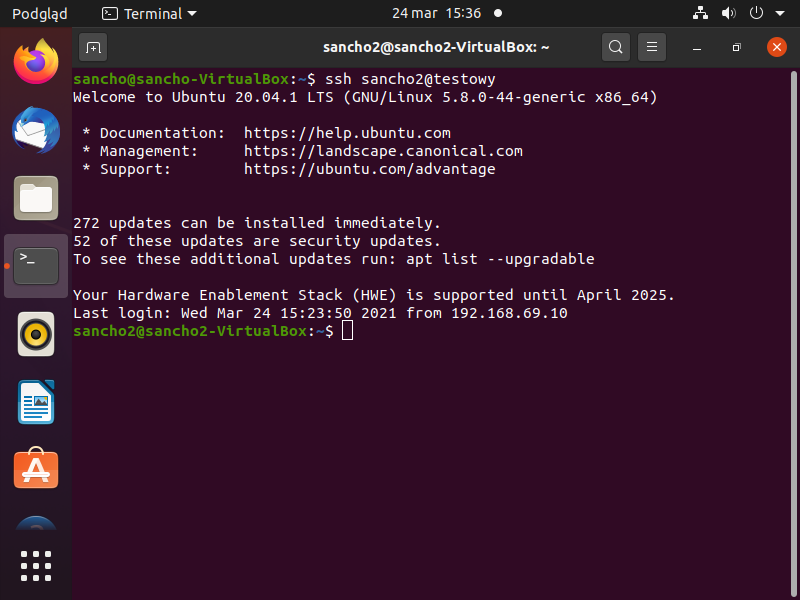 Podgląd Terminal 24 mar 15:36
sancho2@sancho2-VirtualBox: ~
sancho@sancho-VirtualBox:~$ ssh sancho2@testowy
Welcome to Ubuntu 20.04.1 LTS (GNU/Linux 5.8.0-44-generic x86_64)
* Documentation: https://help.ubuntu.com
* Management: https://landscape.canonical.com
* Support: https://ubuntu.com/advantage
272 updates can be installed immediately.
52 of these updates are security updates.
To see these additional updates run: apt list --upgradable
Your Hardware Enablement Stack (HWE) is supported until April 2025.
Last login: Wed Mar 24 15:23:50 2021 from 192.168.69.10
sancho2@sancho2-VirtualBox:~$